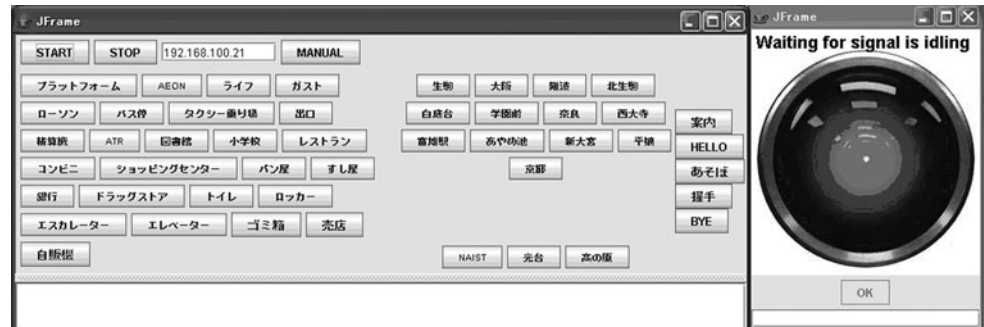 JFrame
START STOP 192.168.100.21 MANUAL
プラットフォーム AEON ライフ ガスト
ローソン バス停 タクシー乗り場 出口
精算機 ATR 図書館 小学校 レストラン
コンビニ ショッピングセンター パン屋 すし屋
銀行 ドラッグストア トイレ ロッカー
エスカレーター エレベーター ゴミ箱 売店
自販機
生駒 大阪 難波 北生駒
白庭台 学園前 奈良 西大寺
富雄駅 あやめ池 新大宮 平城
京都
NAIST 光台 高の原
案内
HELLO
あそぼ
握手
BYE
JFrame
Waiting for signal is idling
OK